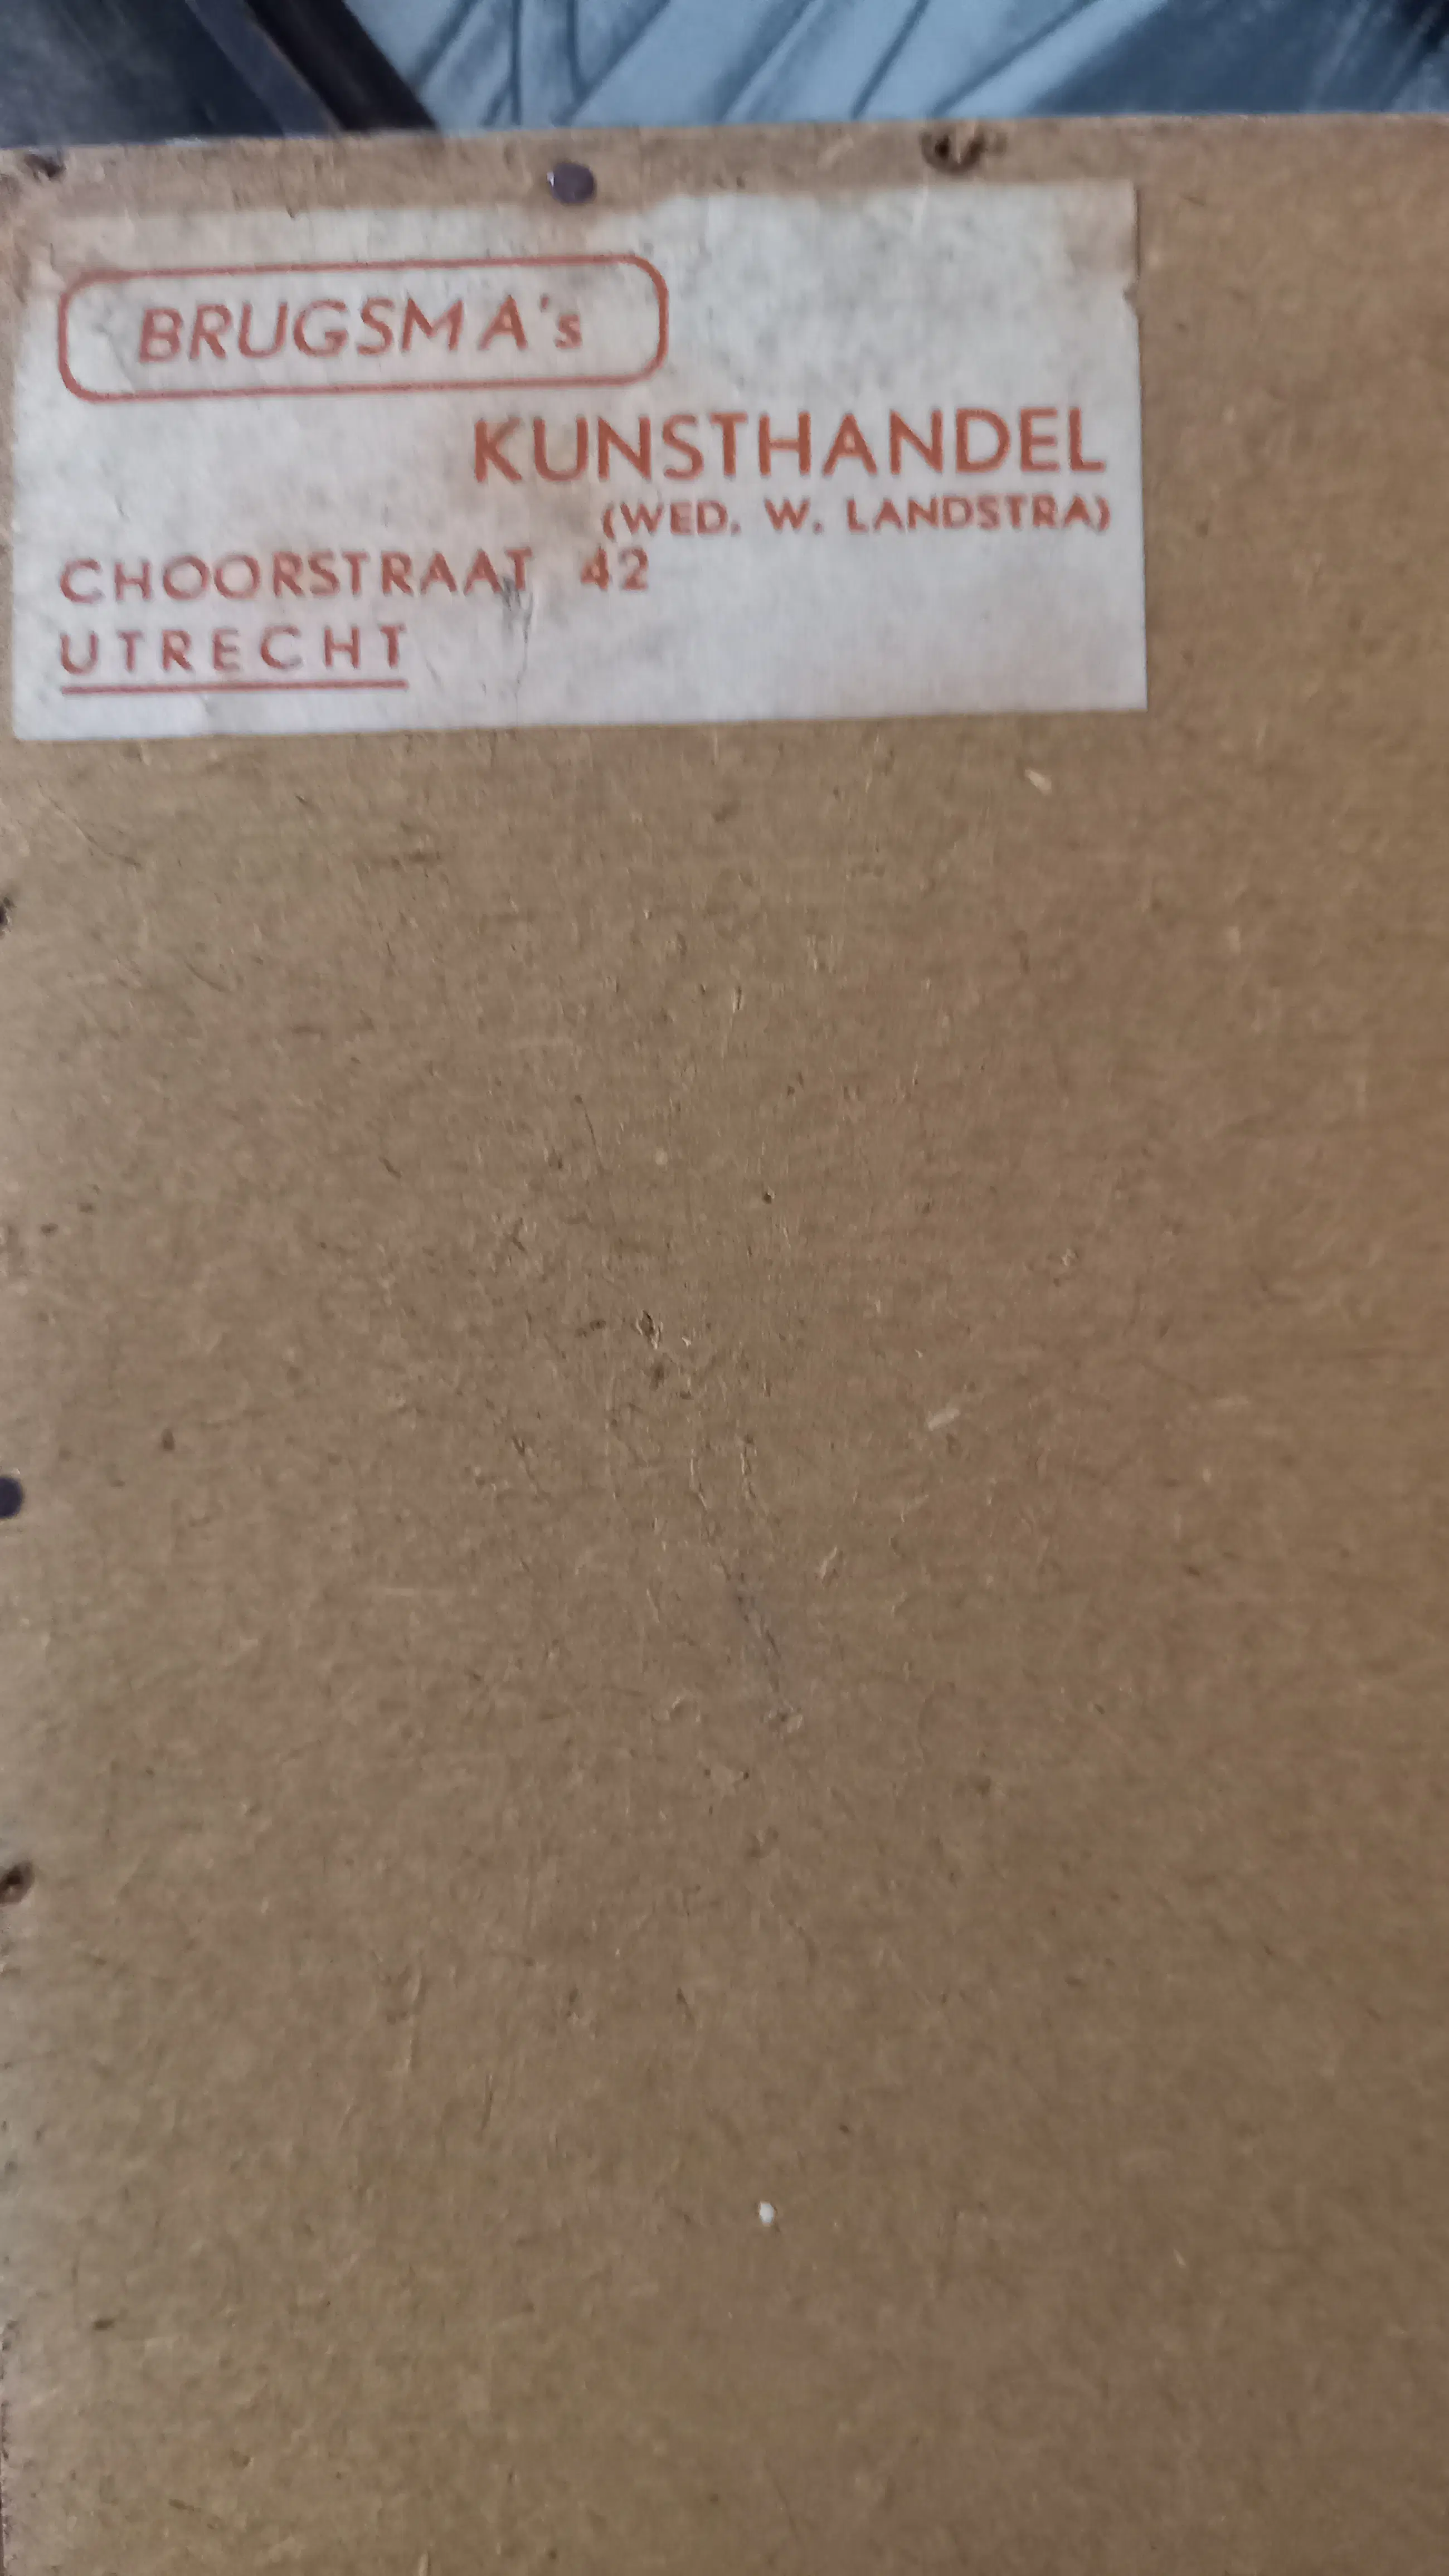 BRUGSMA's
KUNSTHANDEL
(WED. W. LANDSTRA)
CHOORSTRAAT 42
UTRECHT